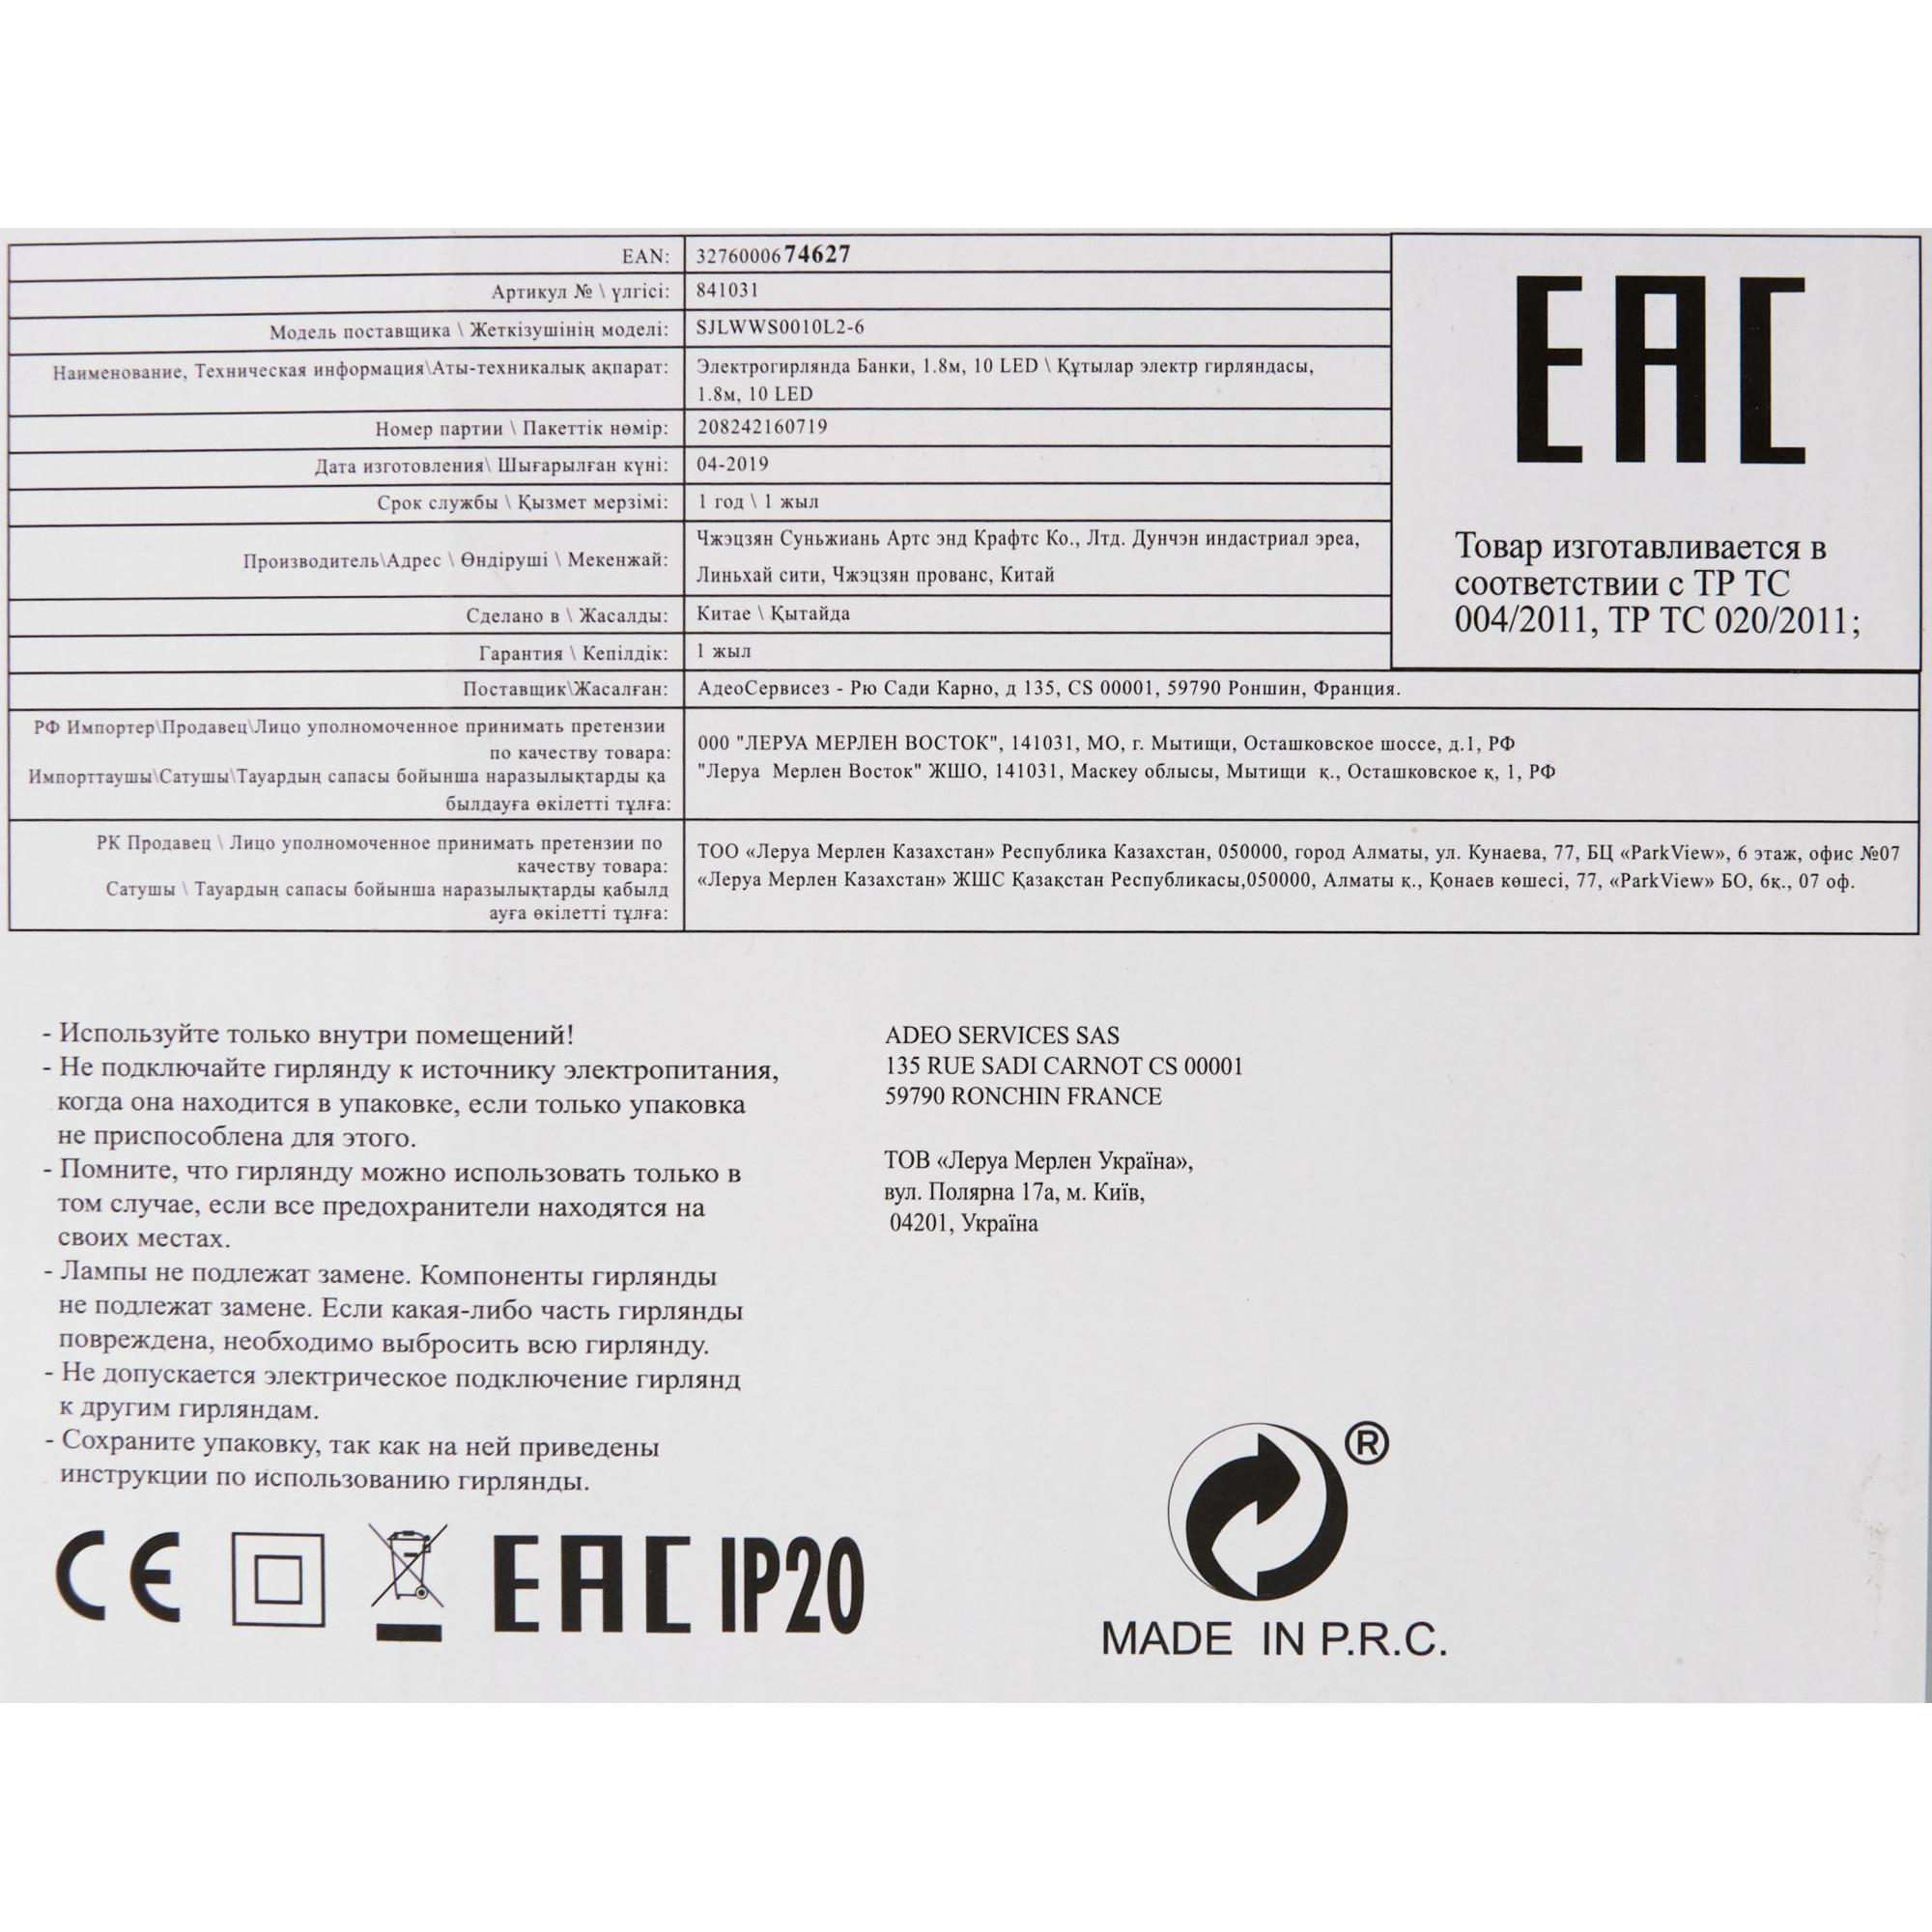 EAN: 3276000674627
Артикул № \ үлгісі: 841031
Модель поставщика \ Жеткізушінің моделі: SJLWWS0010L2-6
Наименование, Техническая информация\Аты-техникалық ақпарат: Электрогирлянда Банки, 1.8м, 10 LED \ Құтылар электр гирляндасы,
1.8м, 10 LED
Номер партии \ Пакеттік нөмір: 208242160719
Дата изготовления\ Шығарылған күні: 04-2019
Срок службы \ Қызмет мерзімі: 1 год \ 1 жыл
Производитель\Адрес \ Өндіруші \ Мекенжай: Чжэцзян Суньжиань Артс энд Крафтс Ко., Лтд. Дунчэн индастриал эреа,
Линьхай сити, Чжэцзян прованс, Китай
Сделано в \ Жасалды: Китае \ Қытайда
Гарантия \ Кепілдік: 1 жыл
EAC
Товар изготавливается в
соответствии с ТР ТС
004/2011, ТР ТС 020/2011;
Поставщик\Жасалған: АдеоСервисез - Рю Сади Карно, д 135, CS 00001, 59790 Роншин, Франция.
РФ Импортер\Продавец\Лицо уполномоченное принимать претензии
по качеству товара:
Импорттаушы\Сатушы\Тауардың сапасы бойынша наразылықтарды қа
былдауға өкілетті тұлға:
ООО "ЛЕРУА МЕРЛЕН ВОСТОК", 141031, МО, г. Мытищи, Осташковское шоссе, д.1, РФ
"Леруа Мерлен Восток" ЖШО, 141031, Маскеу облысы, Мытищи қ., Осташковское қ, 1, РФ
РК Продавец \ Лицо уполномоченное принимать претензии по
качеству товара:
Сатушы \ Тауардың сапасы бойынша наразылықтарды қабылд
ауға өкілетті тұлға:
ТОО «Леруа Мерлен Казахстан» Республика Казахстан, 050000, город Алматы, ул. Кунаева, 77, БЦ «ParkView», 6 этаж, офис №07
«Леруа Мерлен Казахстан» ЖШС Қазақстан Республикасы,050000, Алматы қ., Қонаев көшесі, 77, «ParkView» БО, 6қ., 07 оф.
- Используйте только внутри помещений!
- Не подключайте гирлянду к источнику электропитания,
когда она находится в упаковке, если только упаковка
не приспособлена для этого.
- Помните, что гирлянду можно использовать только в
том случае, если все предохранители находятся на
своих местах.
- Лампы не подлежат замене. Компоненты гирлянды
не подлежат замене. Если какая-либо часть гирлянды
повреждена, необходимо выбросить всю гирлянду.
- Не допускается электрическое подключение гирлянд
к другим гирляндам.
- Сохраните упаковку, так как на ней приведены
инструкции по использованию гирлянды.
ADEO SERVICES SAS
135 RUE SADI CARNOT CS 00001
59790 RONCHIN FRANCE
ТОВ «Леруа Мерлен Україна»,
вул. Полярна 17а, м. Київ,
04201, Україна
CE EAC IP20
®
MADE IN P.R.C.